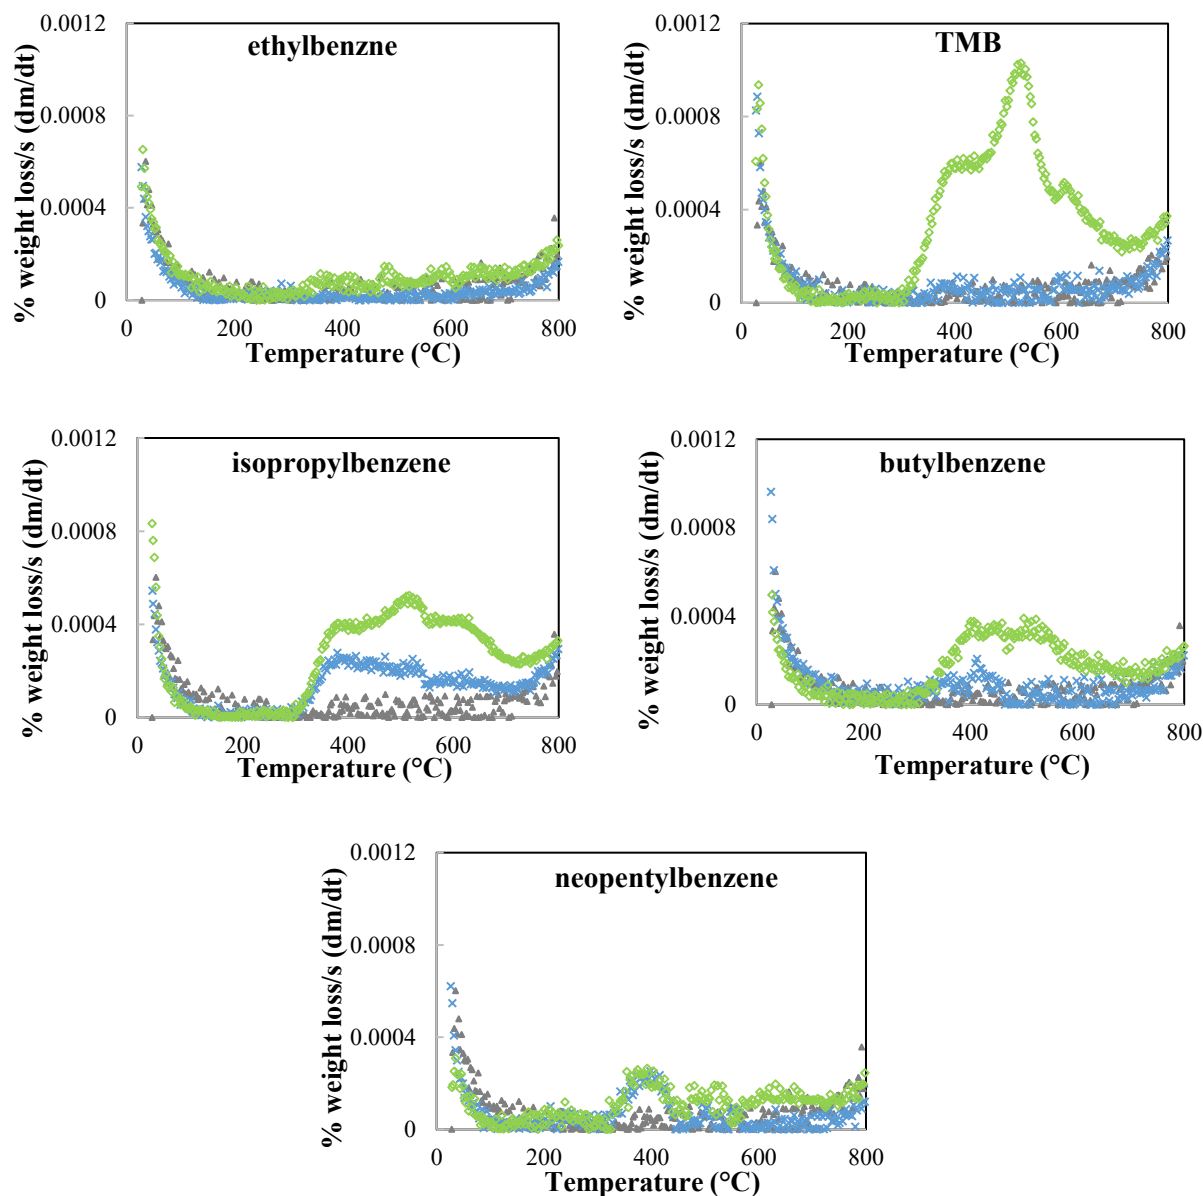 ethylbenzne
% weight loss/s (dm/dt)
0.0012
0.0008
0.0004
0
0 200 400 600 800
Temperature (°C)
TMB
% weight loss/s (dm/dt)
0.0012
0.0008
0.0004
0
0 200 400 600 800
Temperature (°C)
isopropylbenzene
% weight loss/s (dm/dt)
0.0012
0.0008
0.0004
0
0 200 400 600 800
Temperature (°C)
butylbenzene
% weight loss/s (dm/dt)
0.0012
0.0008
0.0004
0
0 200 400 600 800
Temperature (°C)
neopentylbenzene
% weight loss/s (dm/dt)
0.0012
0.0008
0.0004
0
0 200 400 600 800
Temperature (°C)